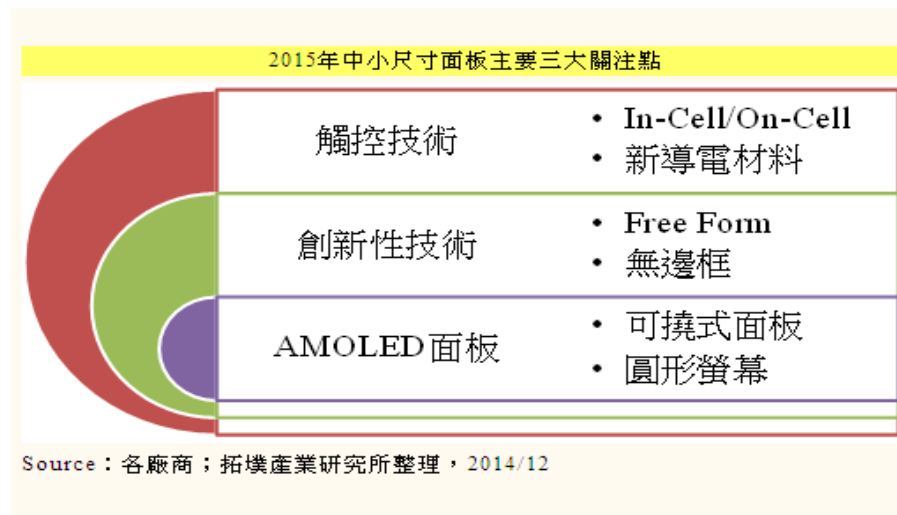 2015年中小尺寸面板主要三大關注點
觸控技術
• In-Cell/On-Cell
• 新導電材料
創新性技術
• Free Form
• 無邊框
AMOLED面板
• 可撓式面板
• 圓形螢幕
Source：各廠商；拓墣產業研究所整理，2014/12